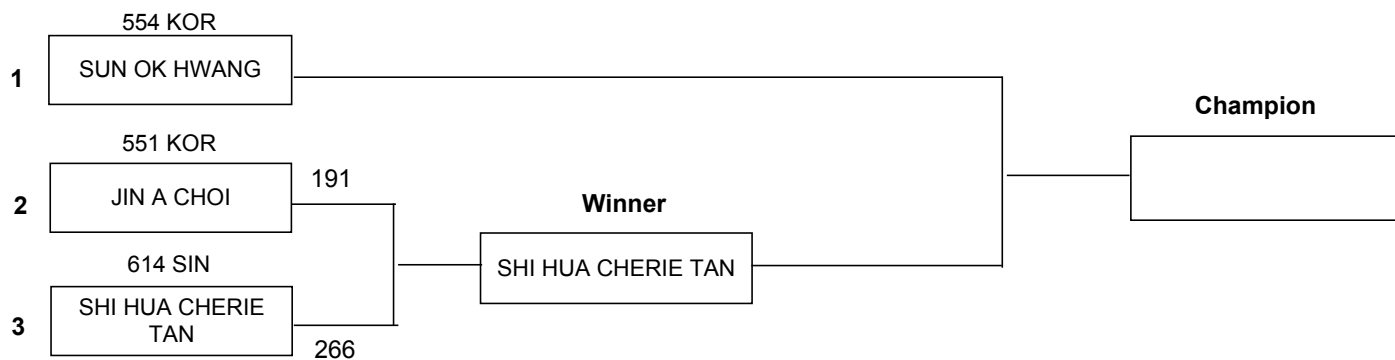 554 KOR
1
SUN OK HWANG
Champion
551 KOR
2
JIN A CHOI
191
Winner
614 SIN
SHI HUA CHERIE TAN
3
SHI HUA CHERIE
TAN
266